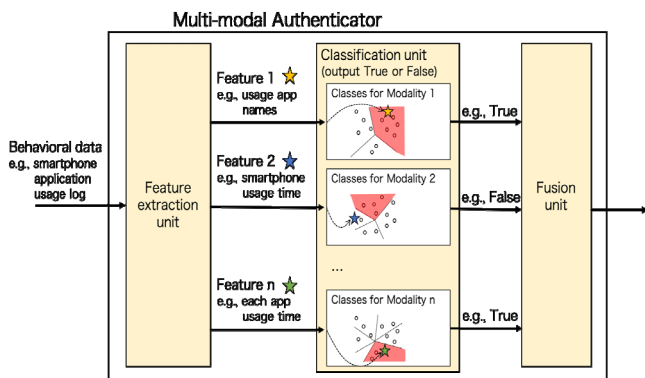 Multi-modal Authenticator
Behavioral data
e.g., smartphone
application
usage log
Feature
extraction
unit
Feature 1
e.g., usage app
names
Feature 2
e.g., smartphone
usage time
Feature n
e.g., each app
usage time
Classification unit
(output True or False)
Classes for Modality 1
Classes for Modality 2
...
Classes for Modality n
e.g., True
e.g., False
e.g., True
Fusion
unit